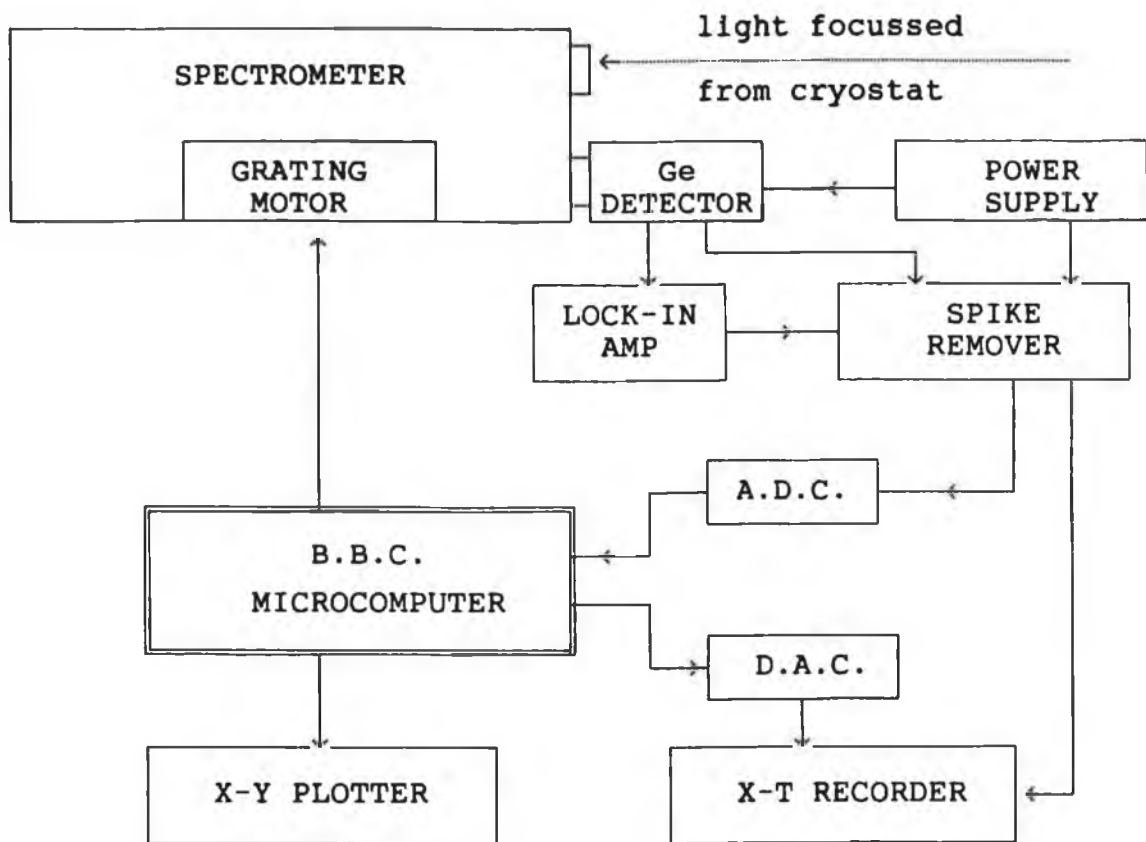 light focussed
from cryostat
SPECTROMETER
GRATING
MOTOR
Ge
DETECTOR
POWER
SUPPLY
LOCK-IN
AMP
SPIKE
REMOVER
A.D.C.
B.B.C.
MICROCOMPUTER
D.A.C.
X-Y PLOTTER
X-T RECORDER